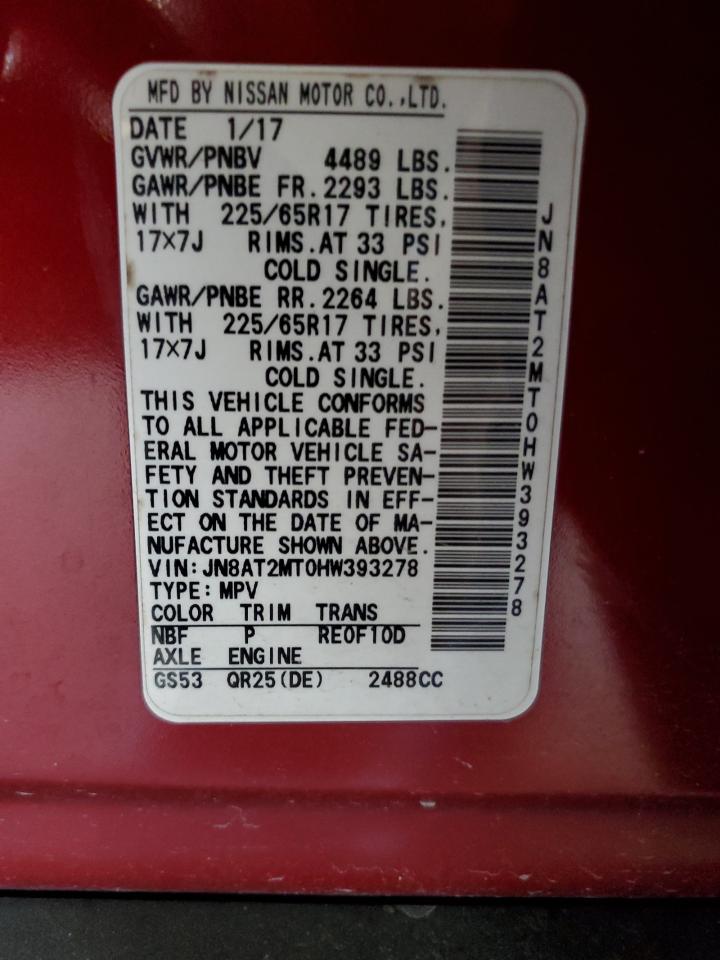 MFD BY NISSAN MOTOR CO.,LTD.
DATE 1/17
GVWR/PNBV 4489 LBS.
GAWR/PNBE FR.2293 LBS.
WITH 225/65R17 TIRES,
17×7J RIMS.AT 33 PSI
COLD SINGLE.
GAWR/PNBE RR.2264 LBS.
WITH 225/65R17 TIRES,
17×7J RIMS.AT 33 PSI
COLD SINGLE.
THIS VEHICLE CONFORMS
TO ALL APPLICABLE FED-
ERAL MOTOR VEHICLE SA-
FETY AND THEFT PREVEN-
TION STANDARDS IN EFF-
ECT ON THE DATE OF MA-
NUFACTURE SHOWN ABOVE.
VIN:JN8AT2MT0HW393278
TYPE:MPV
COLOR TRIM TRANS
NBF P RE0F10D
AXLE ENGINE
GS53 QR25(DE) 2488CC
JN8AT2MT0HW393278